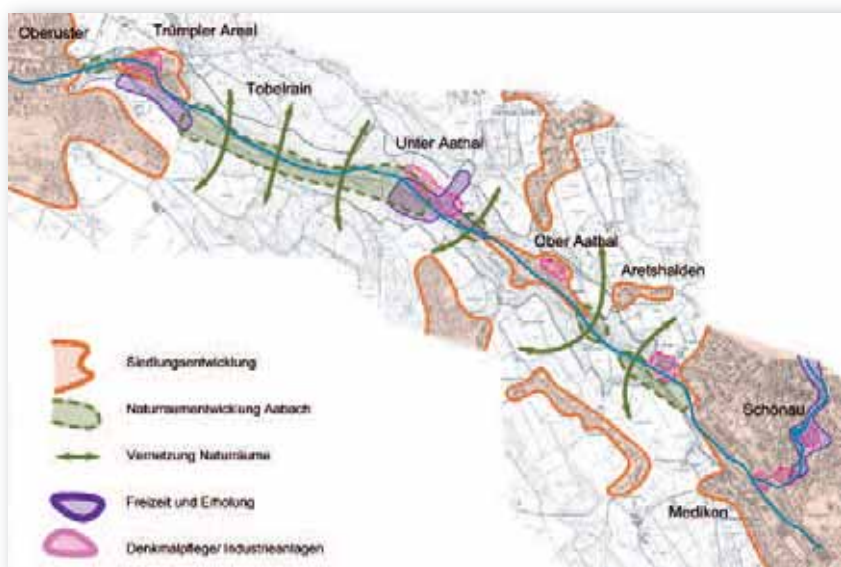 Oberuster
Trümpler Areal
Tobelrain
Unter Aathal
Ober Aathal
Aretshalden
Schönau
Medikon
Siedlungsentwicklung
Naturraumentwicklung Aabach
Vernetzung Naturräume
Freizeit und Erholung
Denkmalpflege/ Industrieanlagen